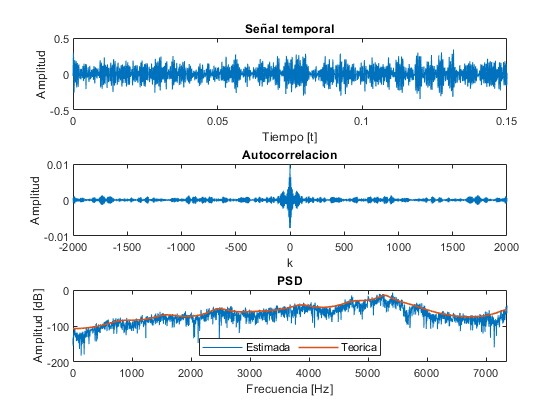 Señal temporal
0.5
0
-0.5
Amplitud
0 0.05 0.1 0.15
Tiempo [t]
Autocorrelacion
0.01
0
-0.01
Amplitud
-2000 -1500 -1000 -500 0 500 1000 1500 2000
k
PSD
0
-100
-200
Amplitud [dB]
Estimada Teorica
0 1000 2000 3000 4000 5000 6000 7000
Frecuencia [Hz]